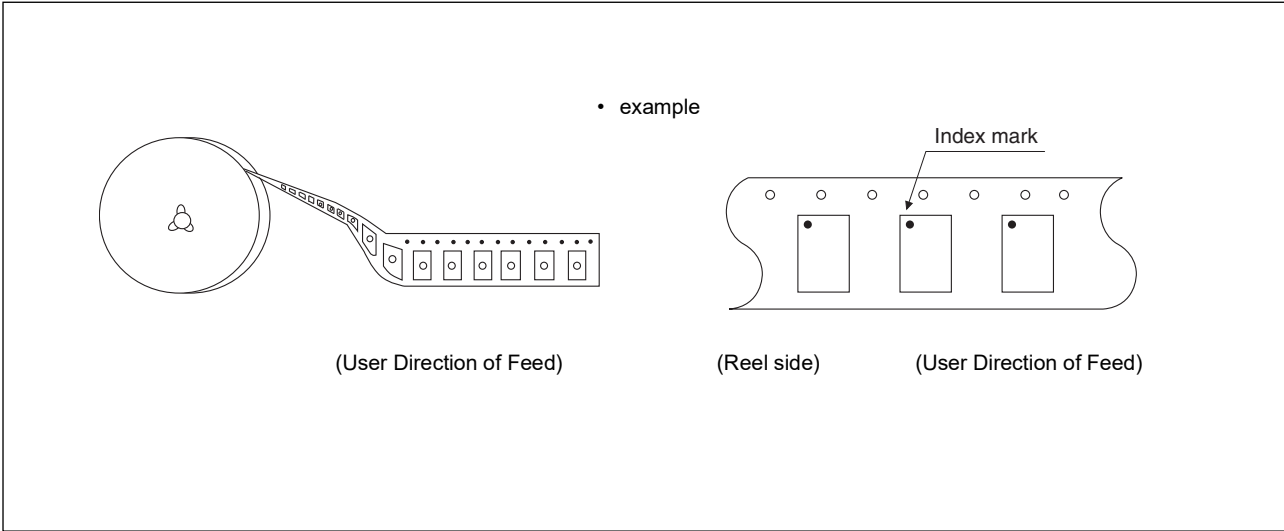 • example
Index mark
(User Direction of Feed)
(Reel side)
(User Direction of Feed)